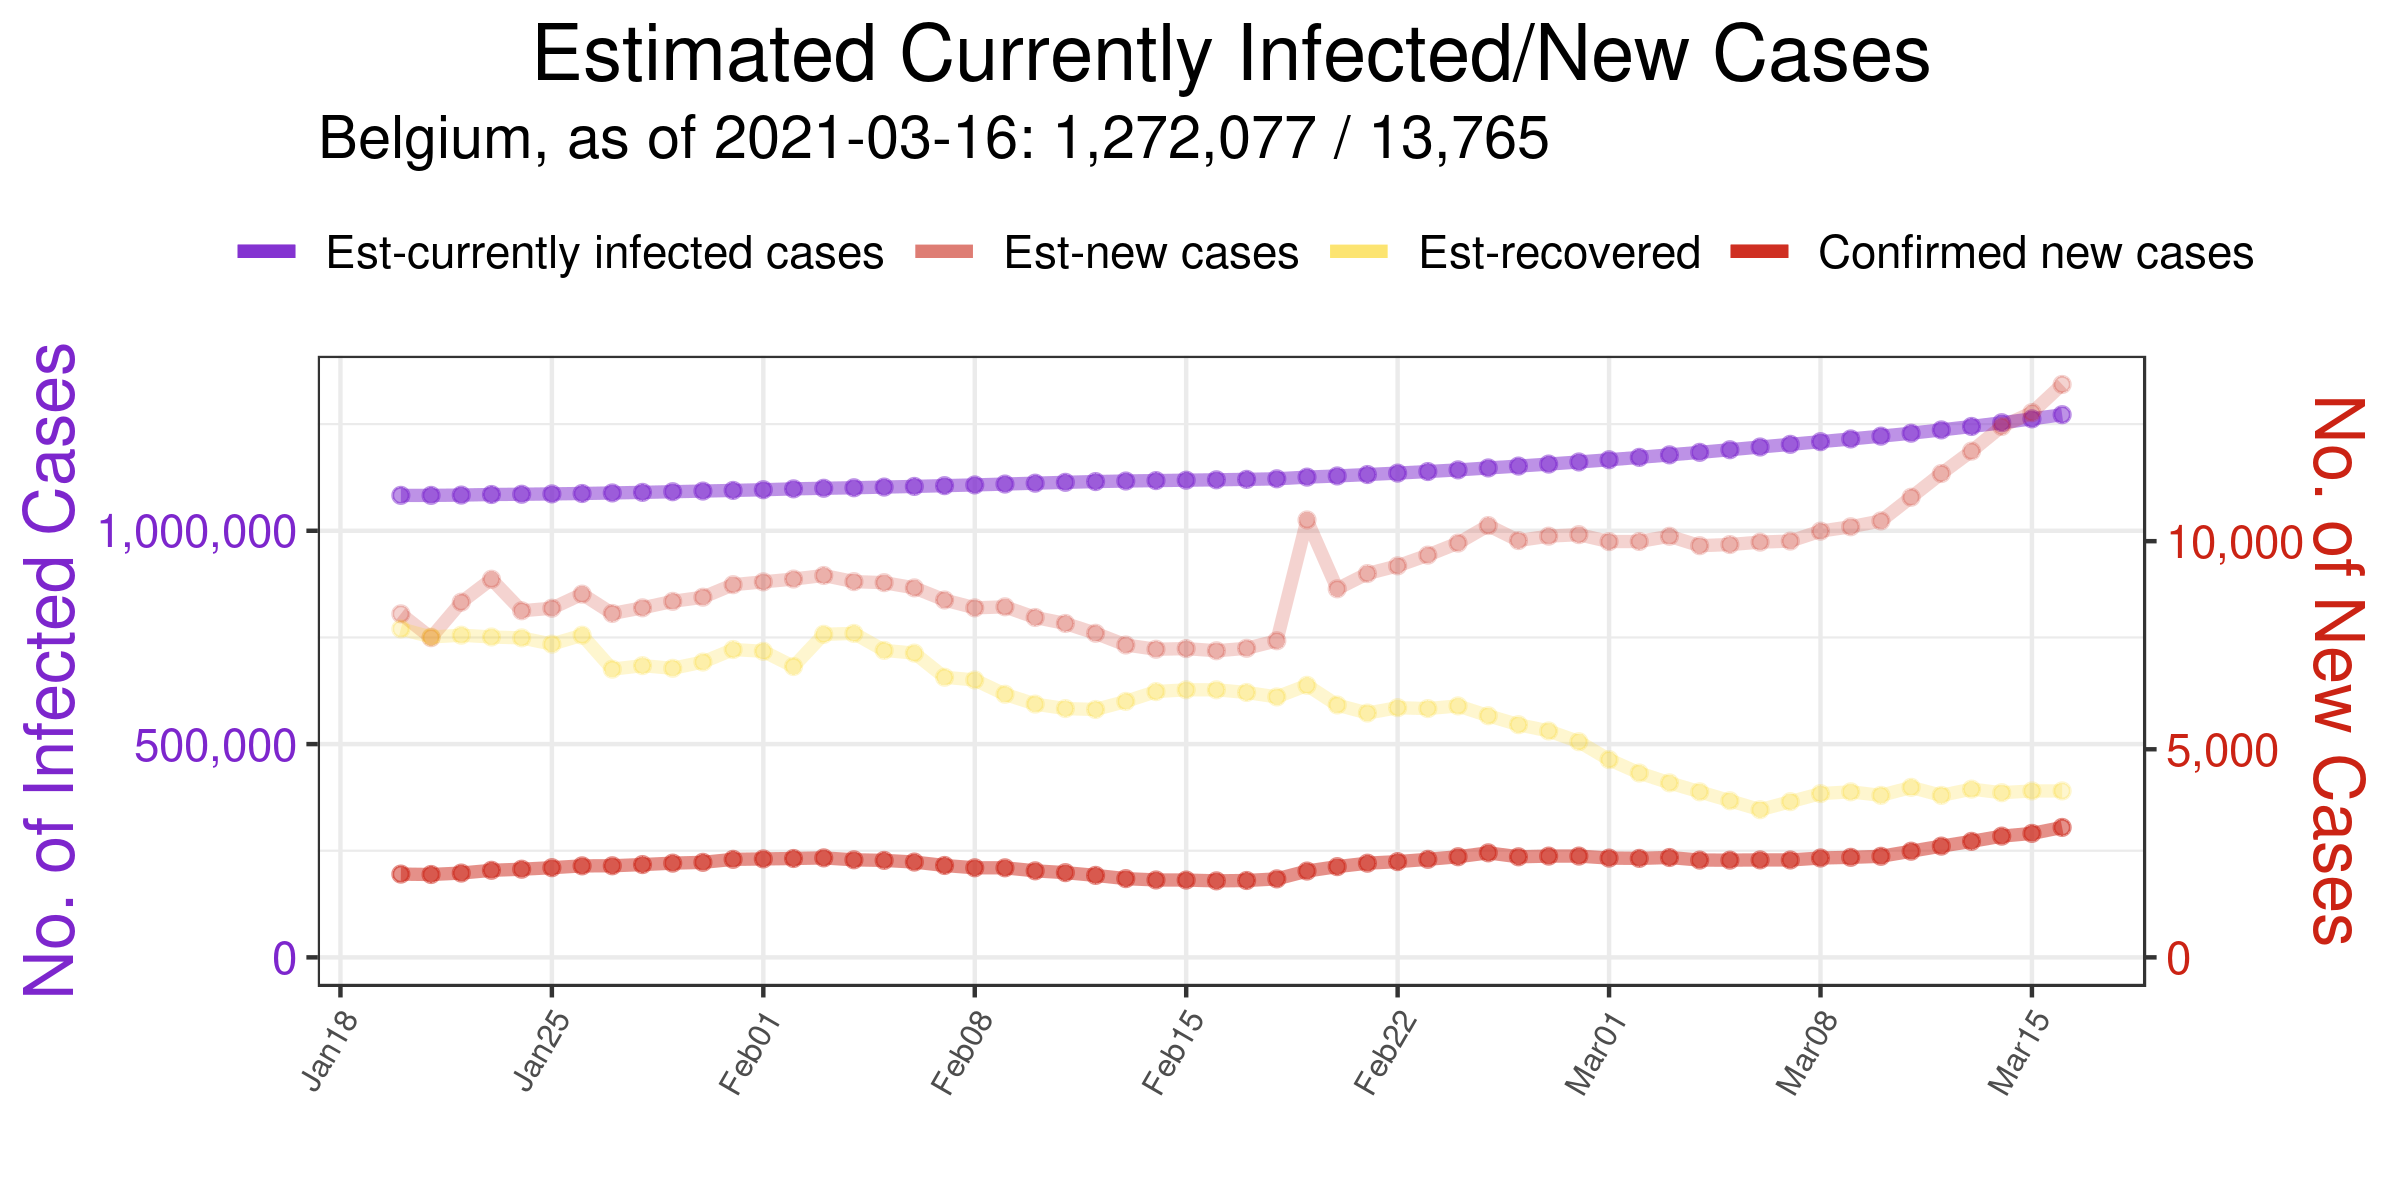 Estimated Currently Infected/New Cases
Belgium, as of 2021-03-16: 1,272,077 / 13,765
Est-currently infected cases
Est-new cases
Est-recovered
Confirmed new cases
No. of Infected Cases
1,000,000
500,000
0
10,000
5,000
0
No. of New Cases
Jan18
Jan25
Feb01
Feb08
Feb15
Feb22
Mar01
Mar08
Mar15